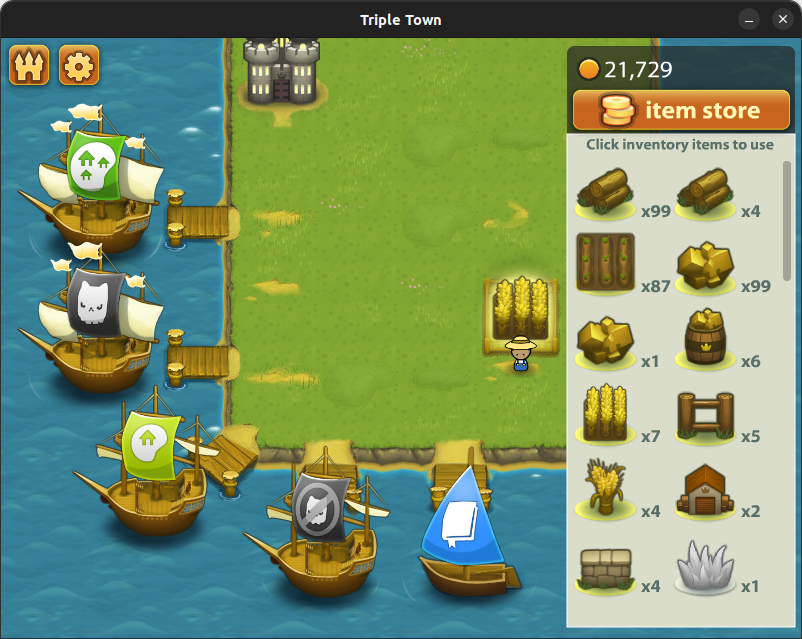 Triple Town
21,729
item store
Click inventory items to use
x99 x4
x87 x99
x1 x6
x7 x5
x4 x2
x4 x1